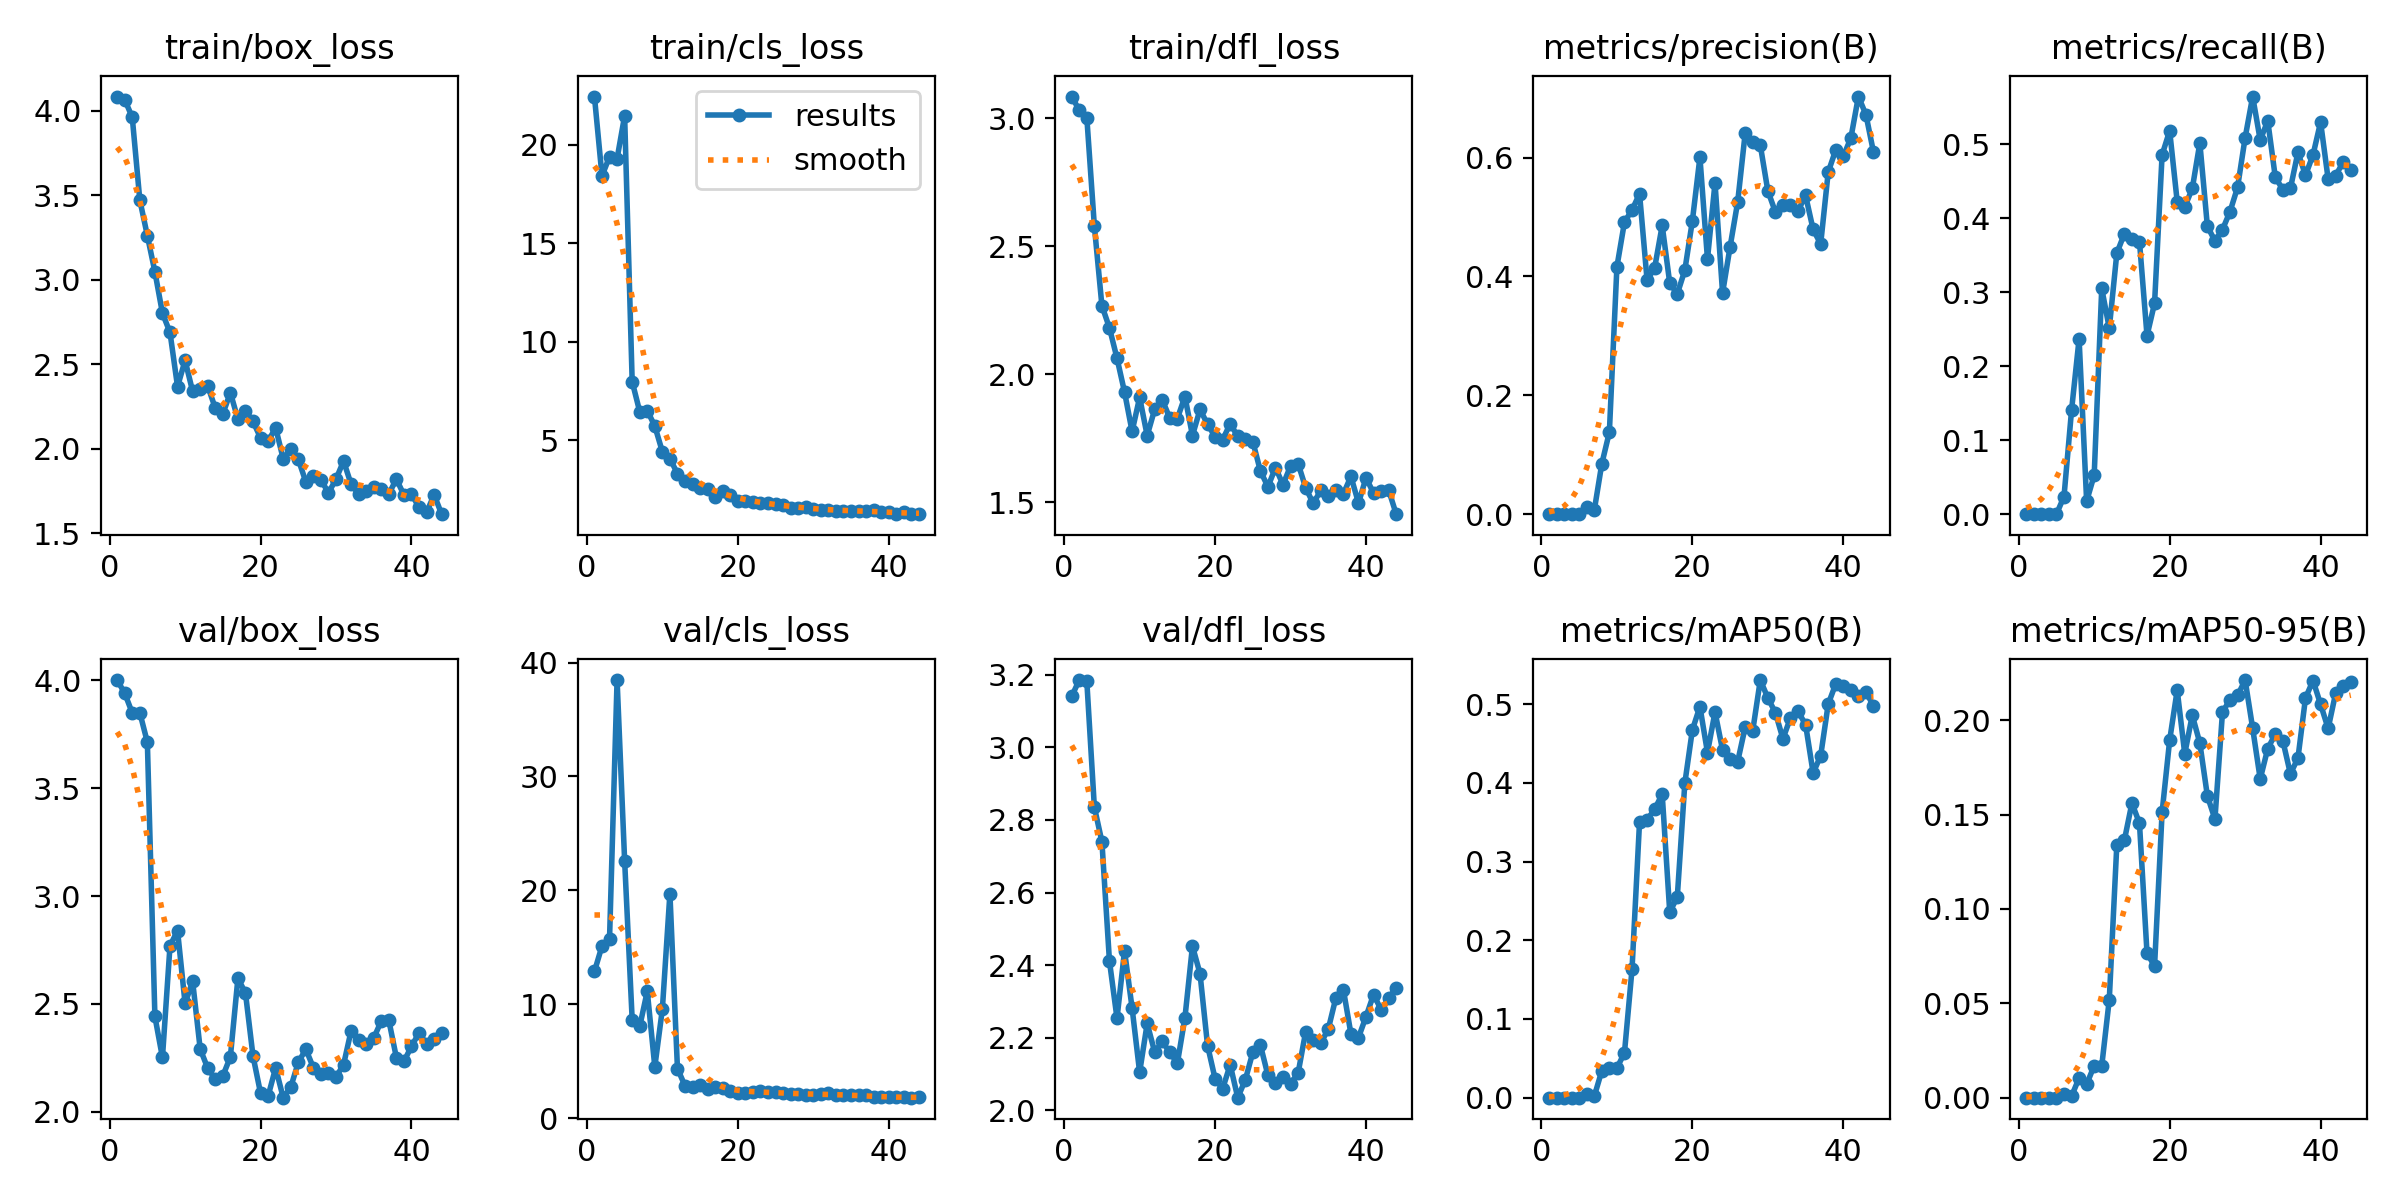 train/box_loss
4.0
3.5
3.0
2.5
2.0
1.5
0 20 40
train/cls_loss
results
smooth
20
15
10
5
0 20 40
train/dfl_loss
3.0
2.5
2.0
1.5
0 20 40
metrics/precision(B)
0.6
0.4
0.2
0.0
0 20 40
metrics/recall(B)
0.5
0.4
0.3
0.2
0.1
0.0
0 20 40
val/box_loss
4.0
3.5
3.0
2.5
2.0
0 20 40
val/cls_loss
40
30
20
10
0
0 20 40
val/dfl_loss
3.2
3.0
2.8
2.6
2.4
2.2
2.0
0 20 40
metrics/mAP50(B)
0.5
0.4
0.3
0.2
0.1
0.0
0 20 40
metrics/mAP50-95(B)
0.20
0.15
0.10
0.05
0.00
0 20 40